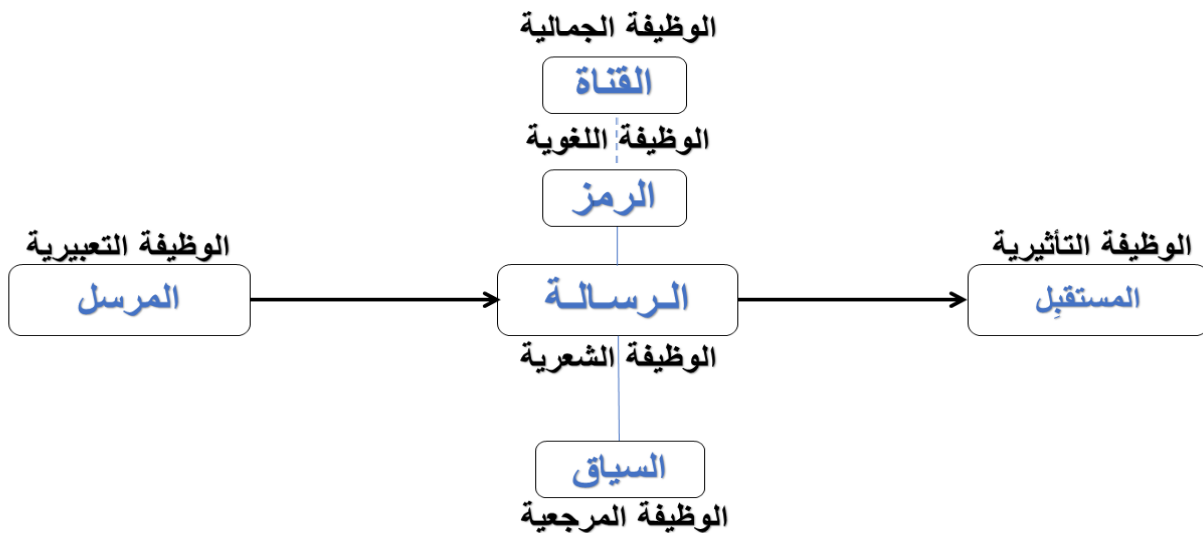 الوظيفة الجمالية
القناة
الوظيفة اللغوية
الرمز
الوظيفة التعبيرية
المرسل
الرسالة
الوظيفة الشعرية
الوظيفة التأثيرية
المستقبِل
السياق
الوظيفة المرجعية